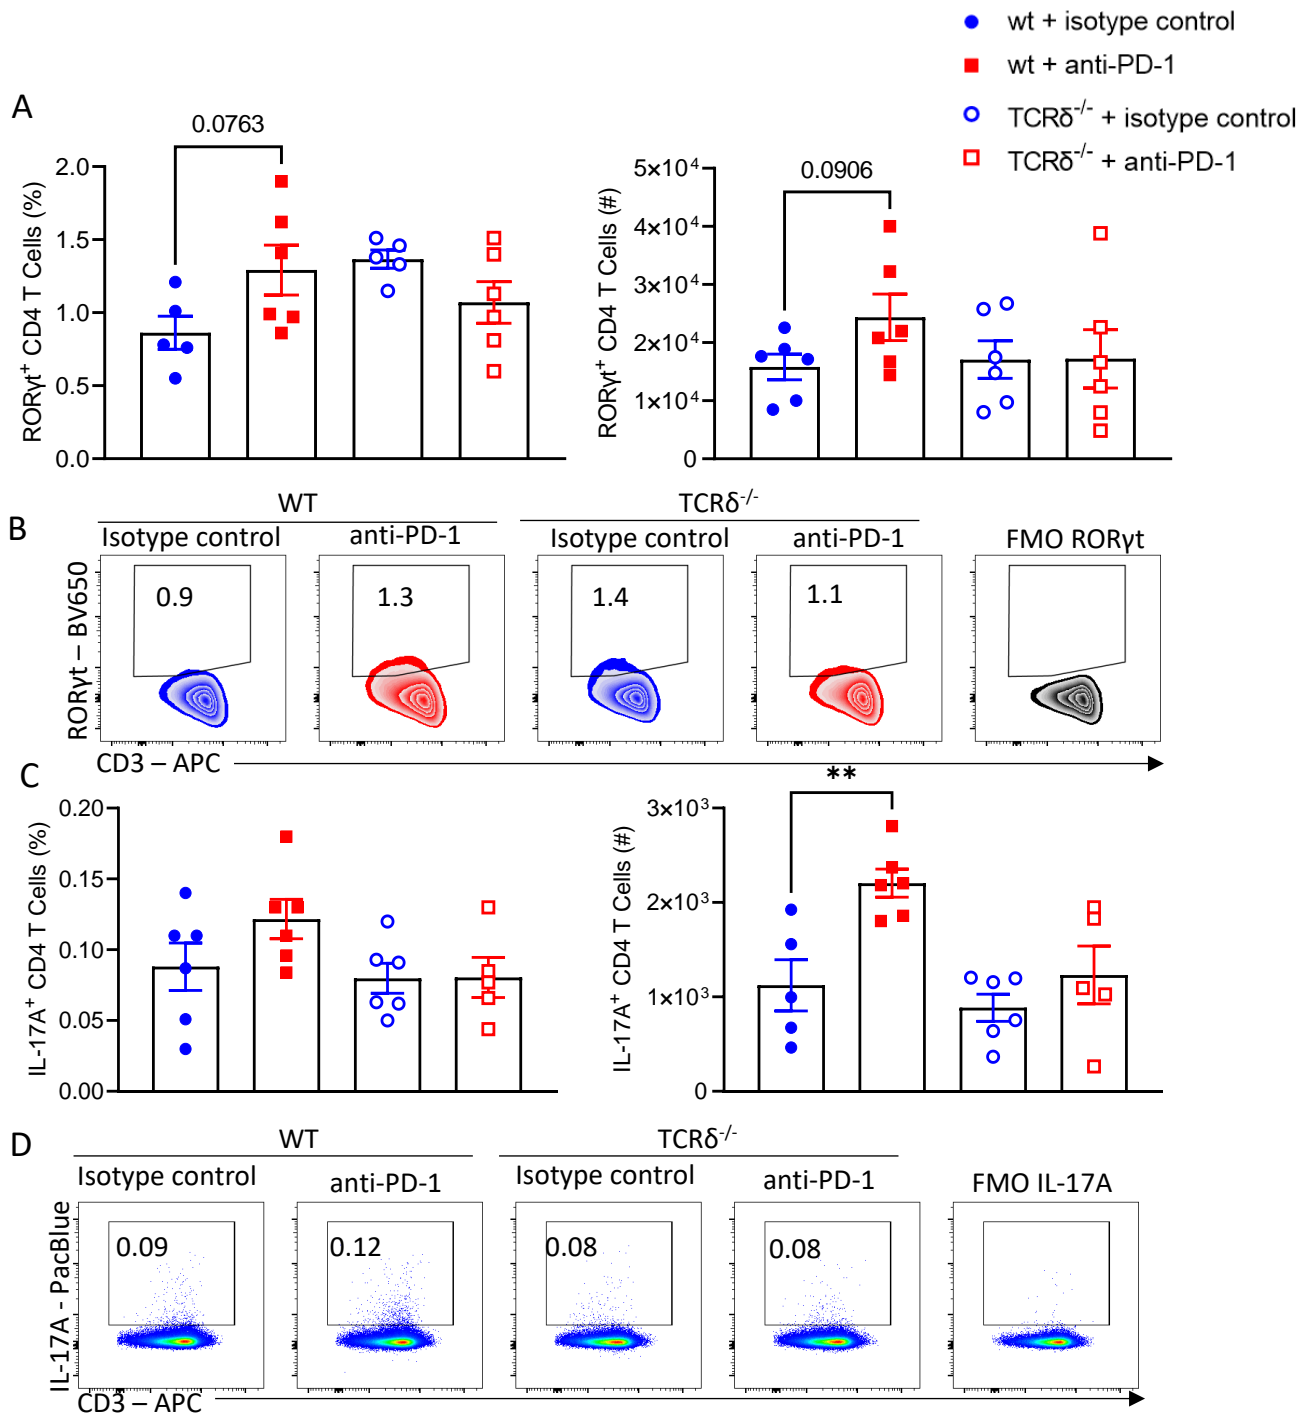 wt + isotype control
wt + anti-PD-1
TCRδ-/- + isotype control
TCRδ-/- + anti-PD-1
A
0.0763
RORγt+ CD4 T Cells (%)
2.0
1.5
1.0
0.5
0.0
0.0906
RORγt+ CD4 T Cells (#)
5×10⁴
4×10⁴
3×10⁴
2×10⁴
1×10⁴
0
B
WT
TCRδ-/-
Isotype control
anti-PD-1
Isotype control
anti-PD-1
FMO RORγt
RORγt – BV650
0.9
1.3
1.4
1.1
CD3 – APC
C
IL-17A+ CD4 T Cells (%)
0.20
0.15
0.10
0.05
0.00
**
IL-17A+ CD4 T Cells (#)
3×10³
2×10³
1×10³
0
D
WT
TCRδ-/-
Isotype control
anti-PD-1
Isotype control
anti-PD-1
FMO IL-17A
IL-17A - PacBlue
0.09
0.12
0.08
0.08
CD3 – APC